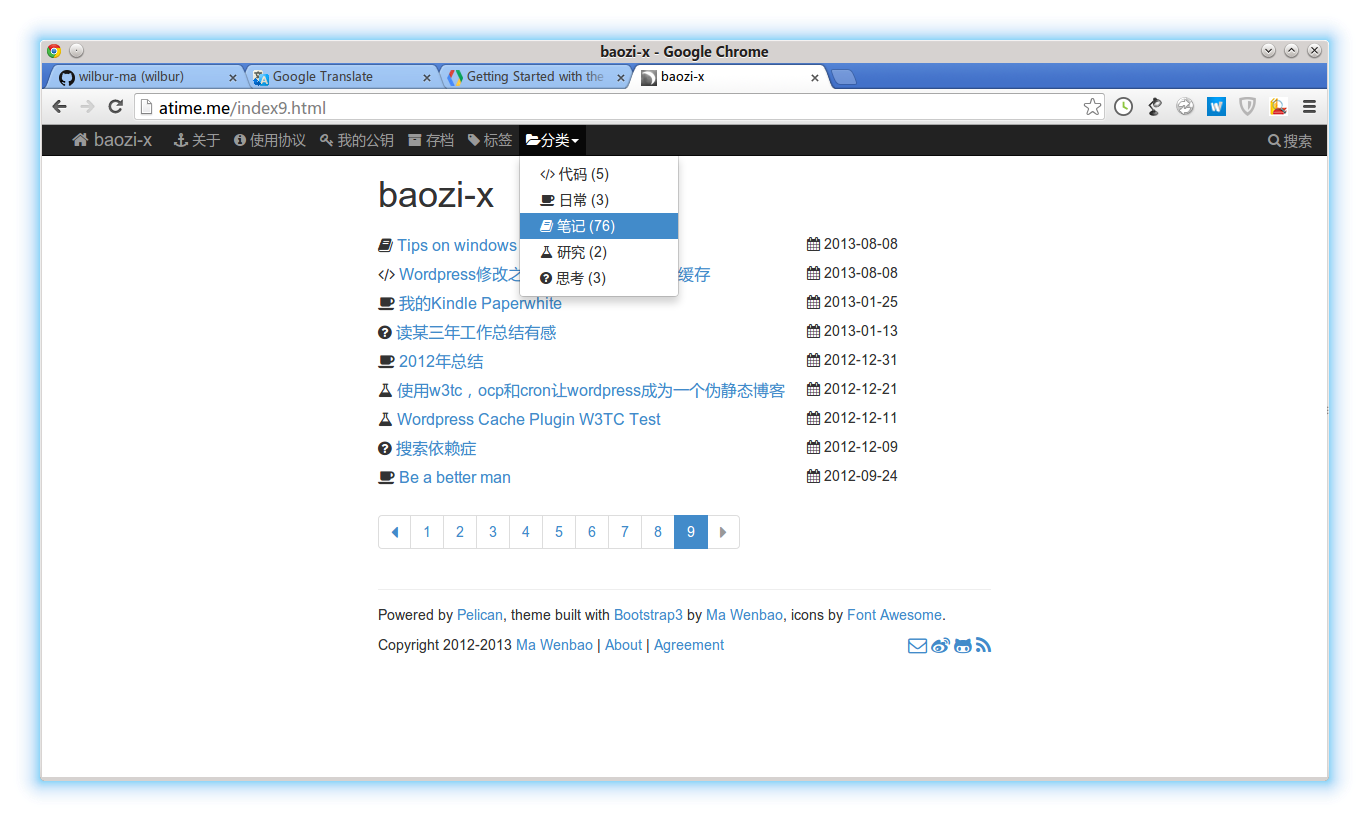 baozi-x - Google Chrome
wilbur-ma (wilbur) Google Translate Getting Started with the baozi-x
atime.me/index9.html
baozi-x 关于 使用协议 我的公钥 存档 标签 分类 搜索
代码 (5)
日常 (3)
笔记 (76)
研究 (2)
思考 (3)
baozi-x
Tips on windows 2013-08-08
Wordpress修改之 缓存 2013-08-08
我的Kindle Paperwhite 2013-01-25
读某三年工作总结有感 2013-01-13
2012年总结 2012-12-31
使用w3tc，ocp和cron让wordpress成为一个伪静态博客 2012-12-21
Wordpress Cache Plugin W3TC Test 2012-12-11
搜索依赖症 2012-12-09
Be a better man 2012-09-24
1 2 3 4 5 6 7 8 9
Powered by Pelican, theme built with Bootstrap3 by Ma Wenbao, icons by Font Awesome.
Copyright 2012-2013 Ma Wenbao | About | Agreement